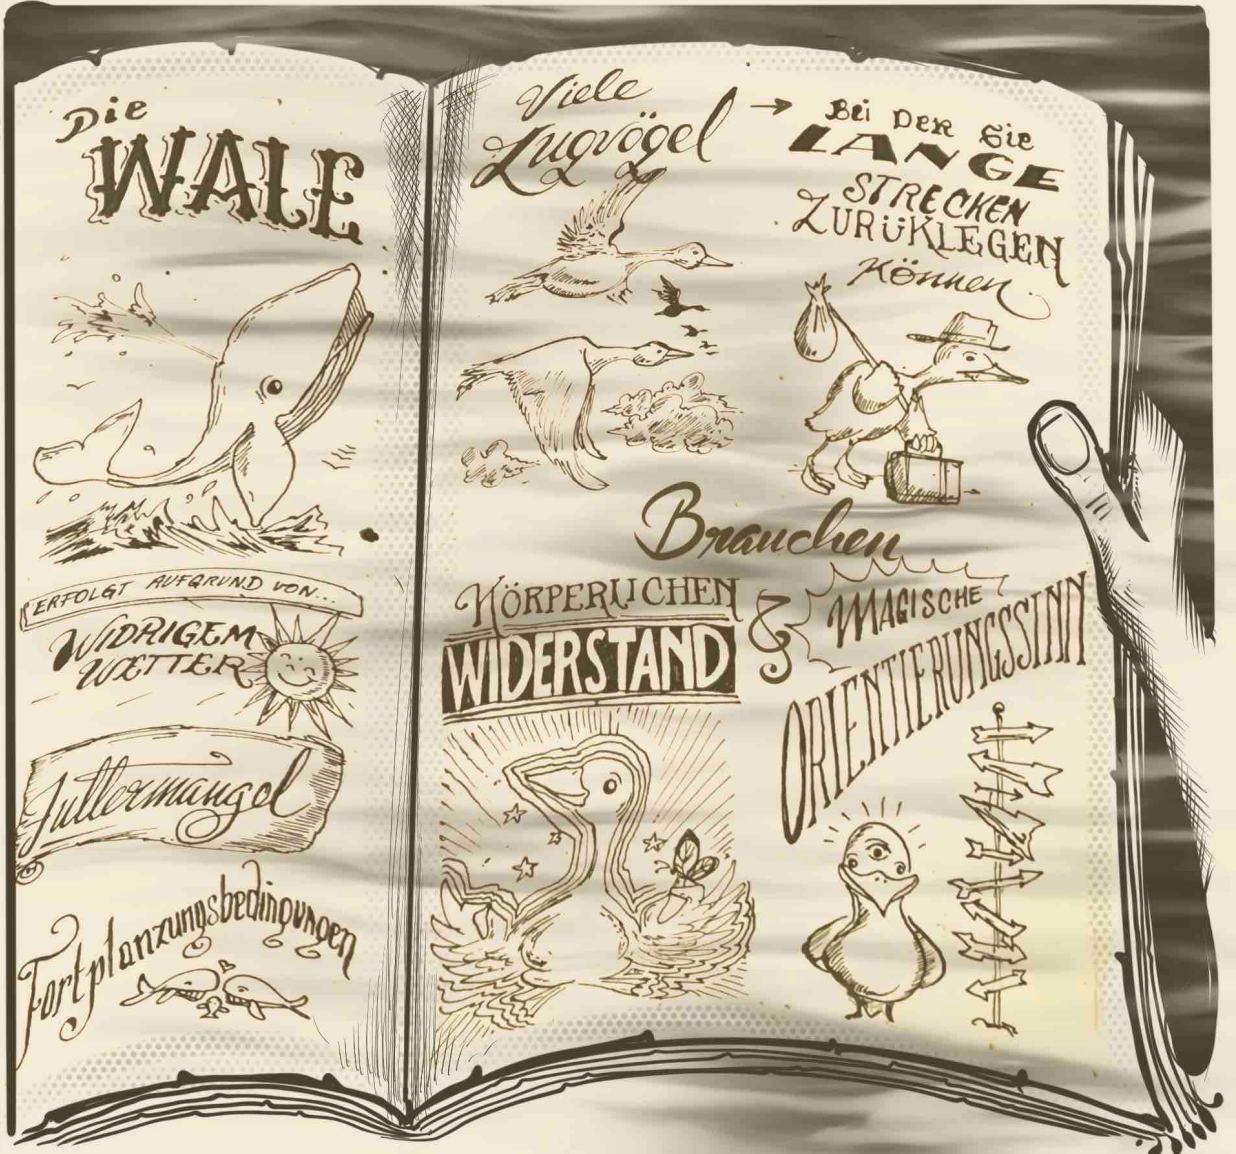 Die
WALE
ERFOLGT AUFGRUND VON...
WIDRIGEM
WETTER
Futtermangel
Fortplanzungsbedingungen
Viele
Zugvögel
→ Bei Der Sie
LANGE
STRECKEN
ZURÜKLEGEN
Können
Brauchen
KÖRPERLICHEN
WIDERSTAND
&
MAGISCHE
ORIENTIERUNGSSINN